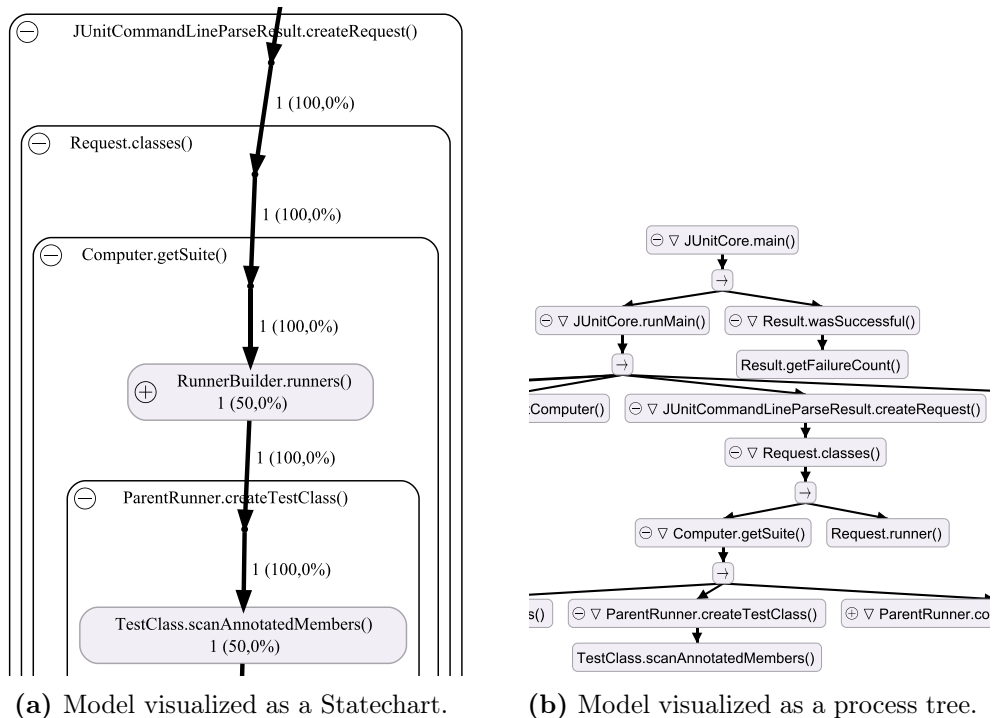 JUnitCommandLineParseResult.createRequest()
1 (100,0%)
Request.classes()
1 (100,0%)
Computer.getSuite()
1 (100,0%)
RunnerBuilder.runners()
1 (50,0%)
1 (100,0%)
ParentRunner.createTestClass()
1 (100,0%)
TestClass.scanAnnotatedMembers()
1 (50,0%)
(a) Model visualized as a Statechart.
▽ JUnitCore.main()
→
▽ JUnitCore.runMain()
▽ Result.wasSuccessful()
→
Result.getFailureCount()
Computer()
▽ JUnitCommandLineParseResult.createRequest()
▽ Request.classes()
→
▽ Computer.getSuite()
Request.runner()
→
s()
▽ ParentRunner.createTestClass()
▽ ParentRunner.co
TestClass.scanAnnotatedMembers()
(b) Model visualized as a process tree.